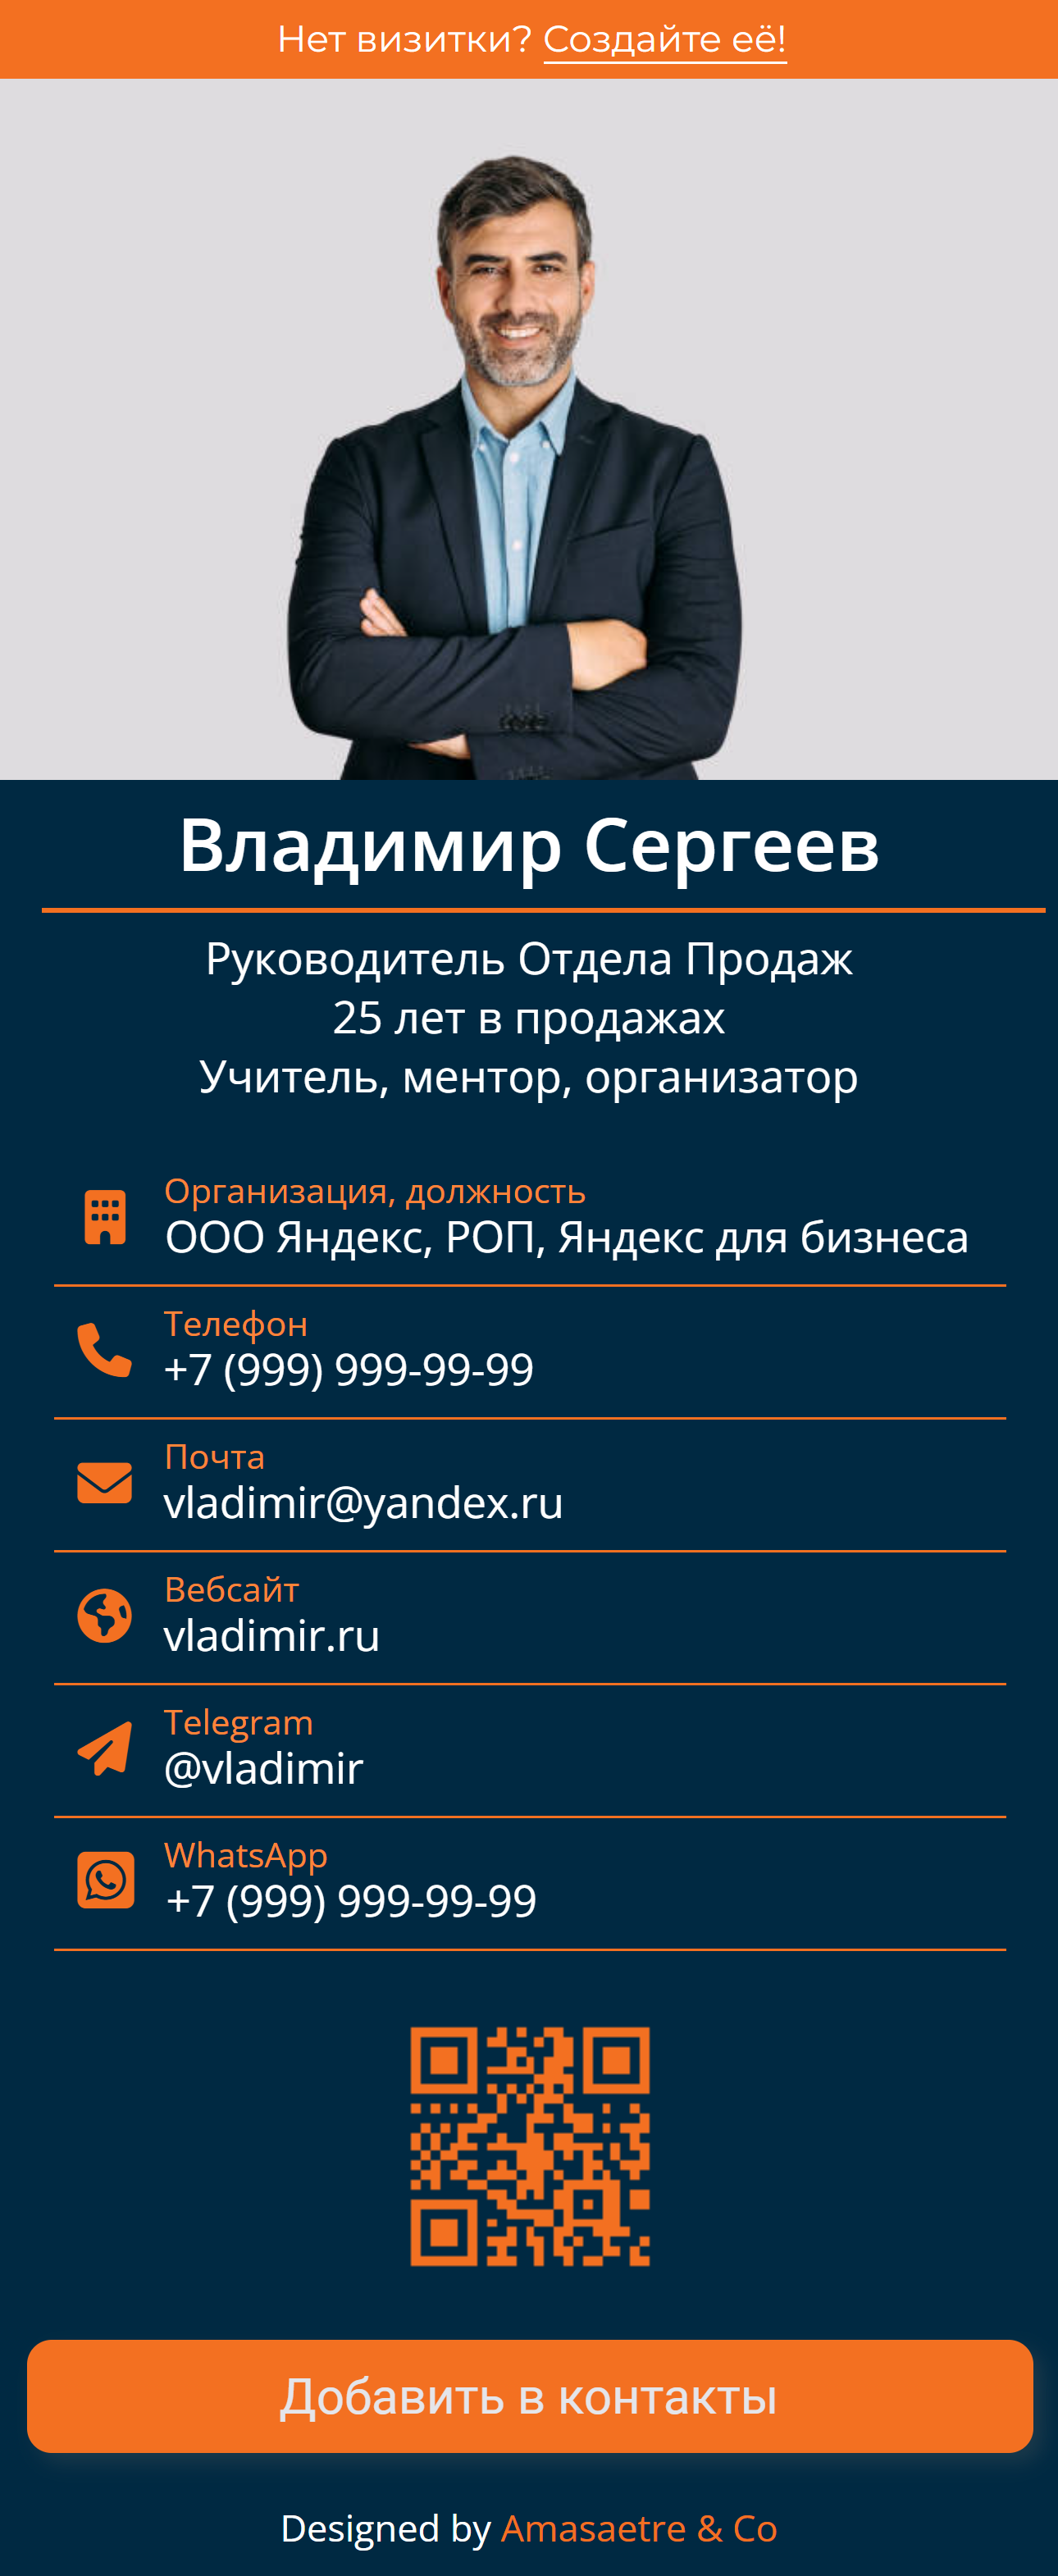 Нет визитки? Создайте её!
Владимир Сергеев
Руководитель Отдела Продаж
25 лет в продажах
Учитель, ментор, организатор
Организация, должность
ООО Яндекс, РОП, Яндекс для бизнеса
Телефон
+7 (999) 999-99-99
Почта
vladimir@yandex.ru
Вебсайт
vladimir.ru
Telegram
@vladimir
WhatsApp
+7 (999) 999-99-99
Добавить в контакты
Designed by Amasaetre & Co